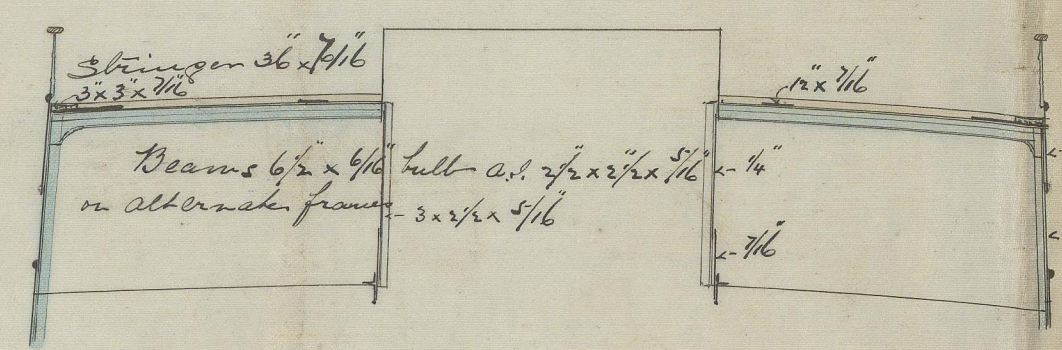 Stringer 36" x 7/16"
3" x 3" x 7/16"
12" x 7/16"
Beams 6 1/2" x 6/16" bulb a.I. 2 1/2" x 2 1/2" x 5/16"
on alternate frames
1/4"
3 x 2 1/2 x 5/16"
7/16"